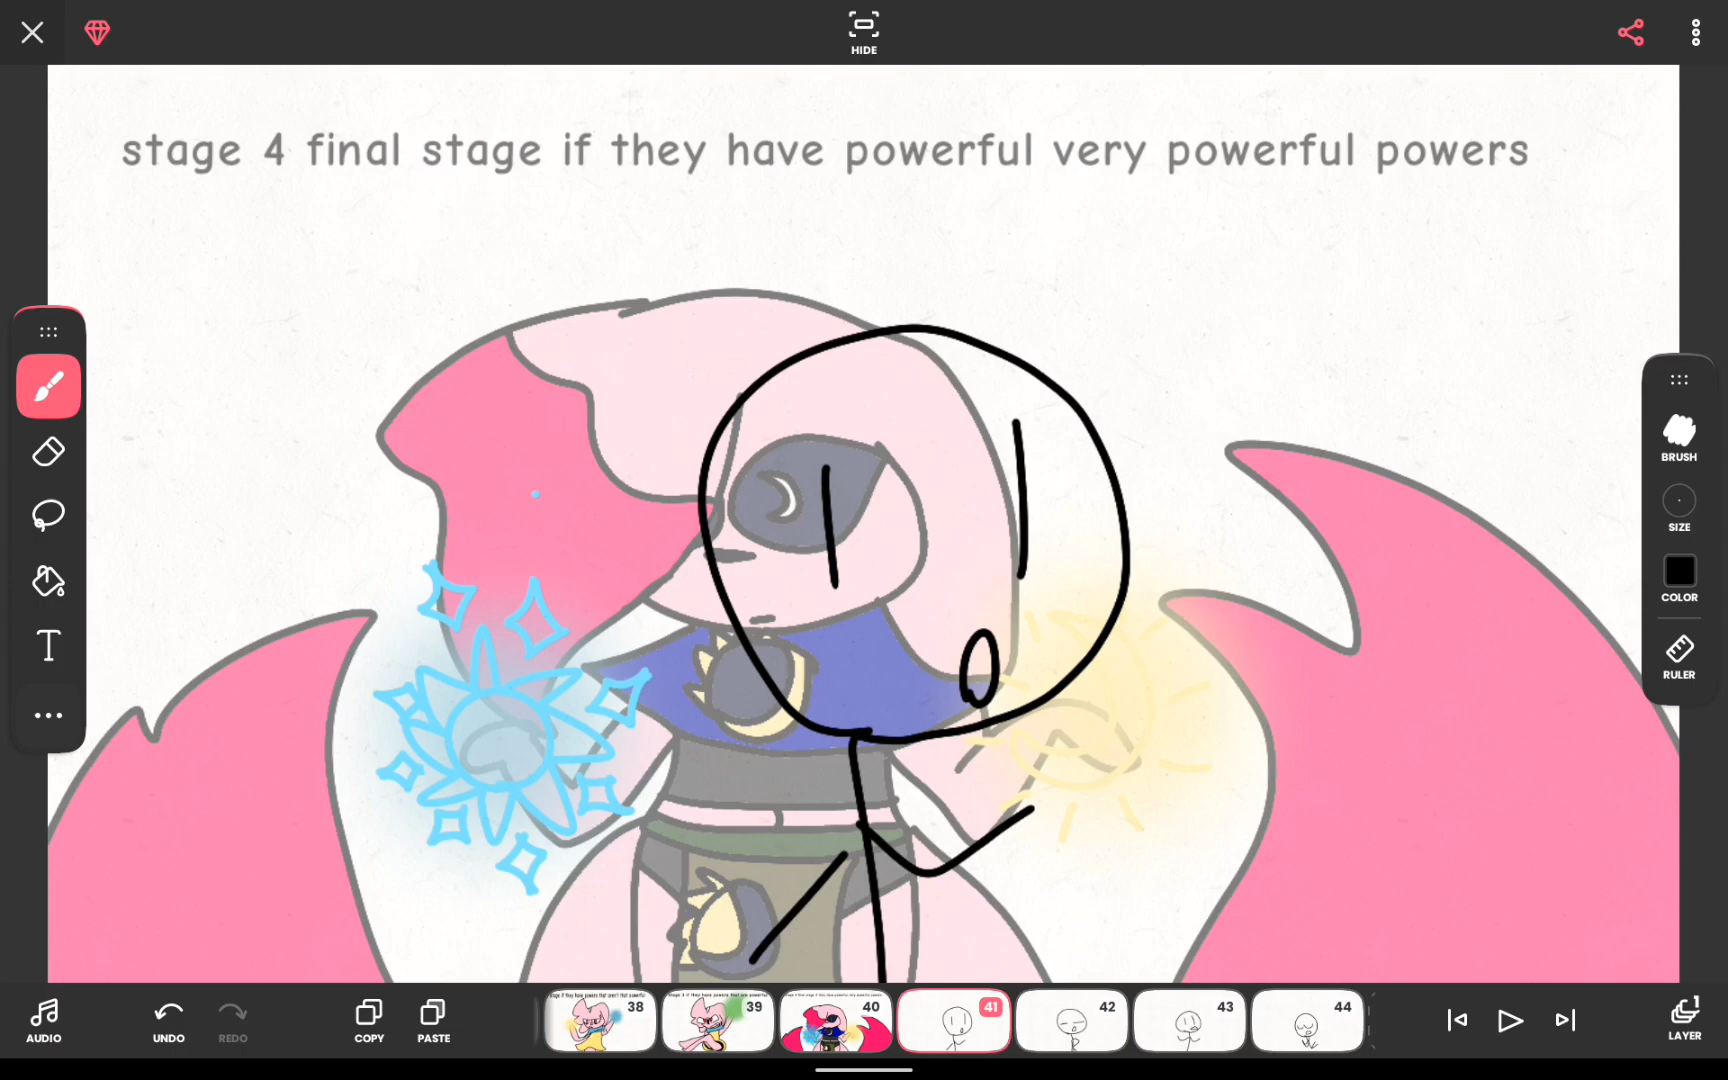 HIDE
stage 4 final stage if they have powerful very powerful powers
BRUSH
SIZE
COLOR
RULER
T
AUDIO
UNDO
REDO
COPY
PASTE
38
39
40
41
42
43
44
LAYER